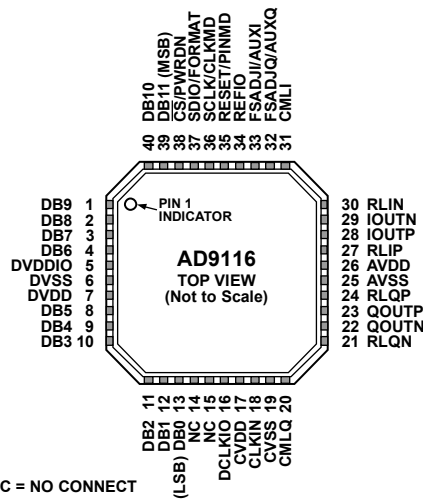 40 DB10
39 DB11 (MSB)
38 CS/PWRDN
37 SDIO/FORMAT
36 SCLK/CLKMD
35 RESET/PINMD
34 REFIO
33 FSADJI/AUXI
32 FSADJQ/AUXQ
31 CMLI
DB9 1
DB8 2
DB7 3
DB6 4
DVDDIO 5
DVSS 6
DVDD 7
DB5 8
DB4 9
DB3 10
PIN 1
INDICATOR
AD9116
TOP VIEW
(Not to Scale)
30 RLIN
29 IOUTN
28 IOUTP
27 RLIP
26 AVDD
25 AVSS
24 RLQP
23 QOUTP
22 QOUTN
21 RLQN
DB2 11
DB1 12
(LSB) DB0 13
NC 14
NC 15
DCLKIO 16
CVDD 17
CLKIN 18
CVSS 19
CMLQ 20
C = NO CONNECT